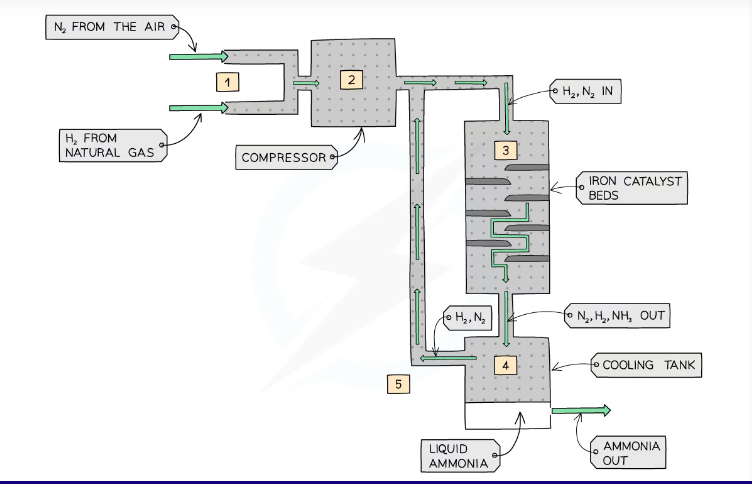 N₂ FROM THE AIR
1
2
H₂, N₂ IN
H₂ FROM
NATURAL GAS
COMPRESSOR
3
IRON CATALYST
BEDS
H₂, N₂
N₂, H₂, NH₃ OUT
4
COOLING TANK
5
LIQUID
AMMONIA
AMMONIA
OUT